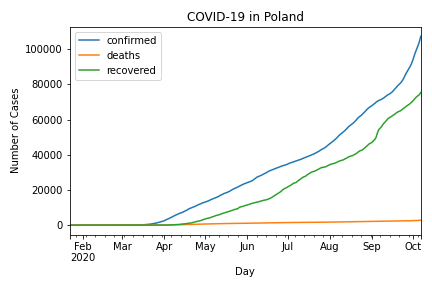 COVID-19 in Poland
confirmed
deaths
recovered
Number of Cases
100000
80000
60000
40000
20000
0
Feb Mar Apr May Jun Jul Aug Sep Oct
2020
Day